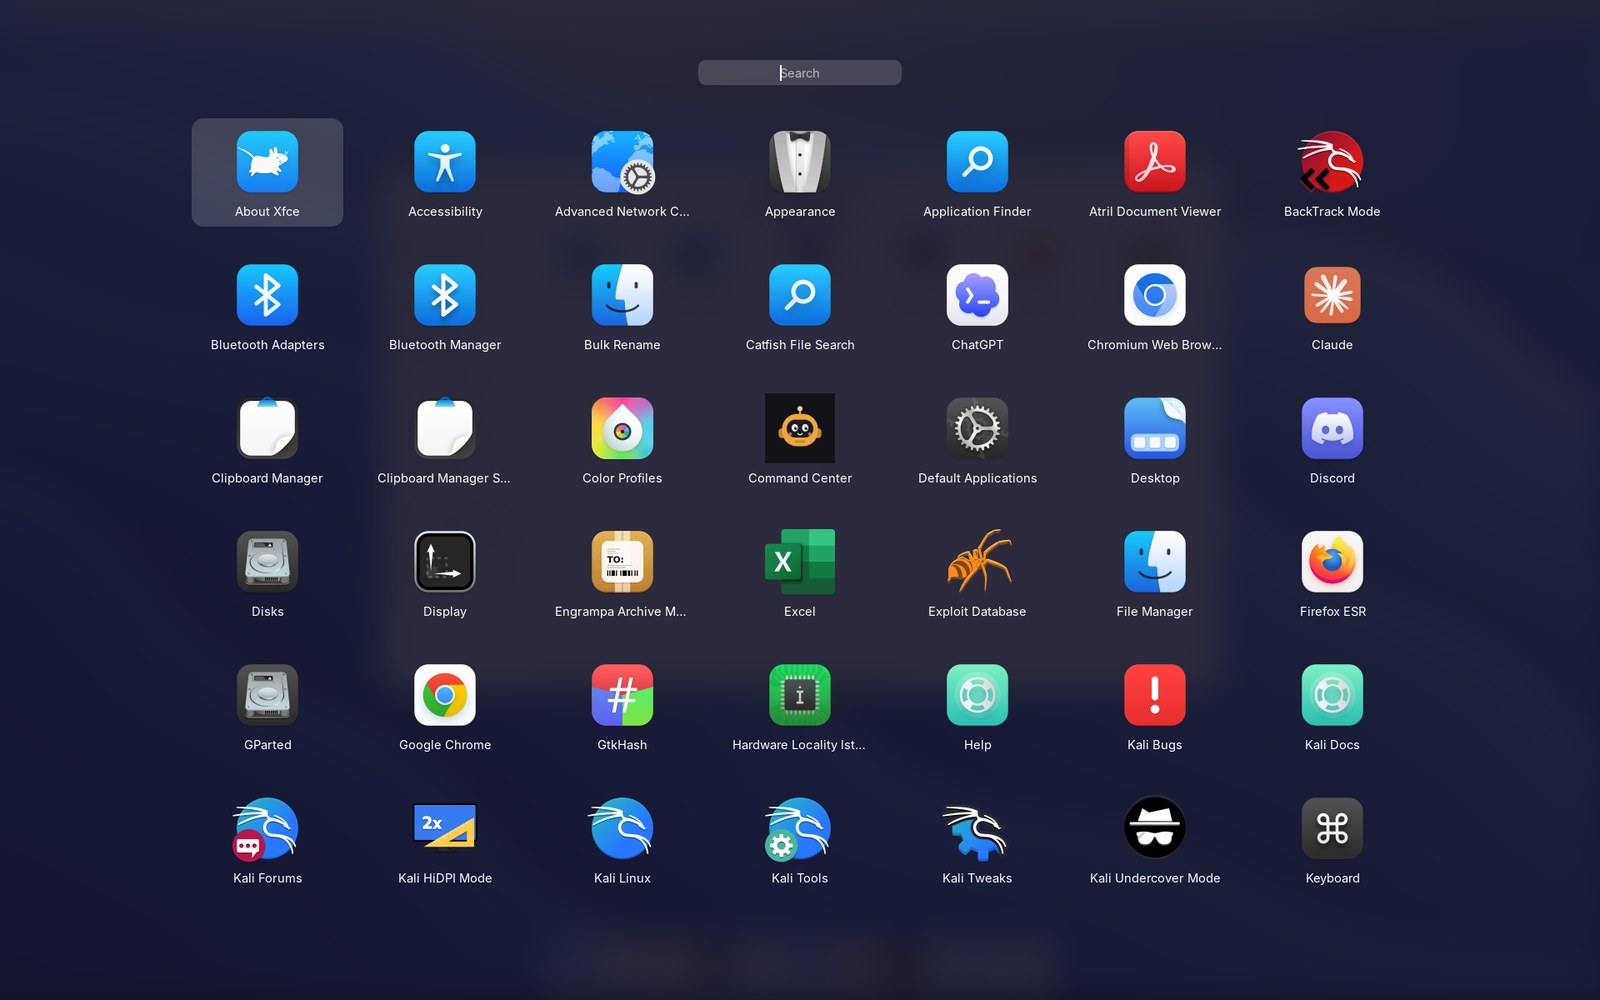 Search
About Xfce
Accessibility
Advanced Network C...
Appearance
Application Finder
Atril Document Viewer
BackTrack Mode
Bluetooth Adapters
Bluetooth Manager
Bulk Rename
Catfish File Search
ChatGPT
Chromium Web Brow...
Claude
Clipboard Manager
Clipboard Manager S...
Color Profiles
Command Center
Default Applications
Desktop
Discord
TO:
X
Disks
Display
Engrampa Archive M...
Excel
Exploit Database
File Manager
Firefox ESR
#
i
!
GParted
Google Chrome
GtkHash
Hardware Locality lst...
Help
Kali Bugs
Kali Docs
2x
⌘
Kali Forums
Kali HiDPI Mode
Kali Linux
Kali Tools
Kali Tweaks
Kali Undercover Mode
Keyboard